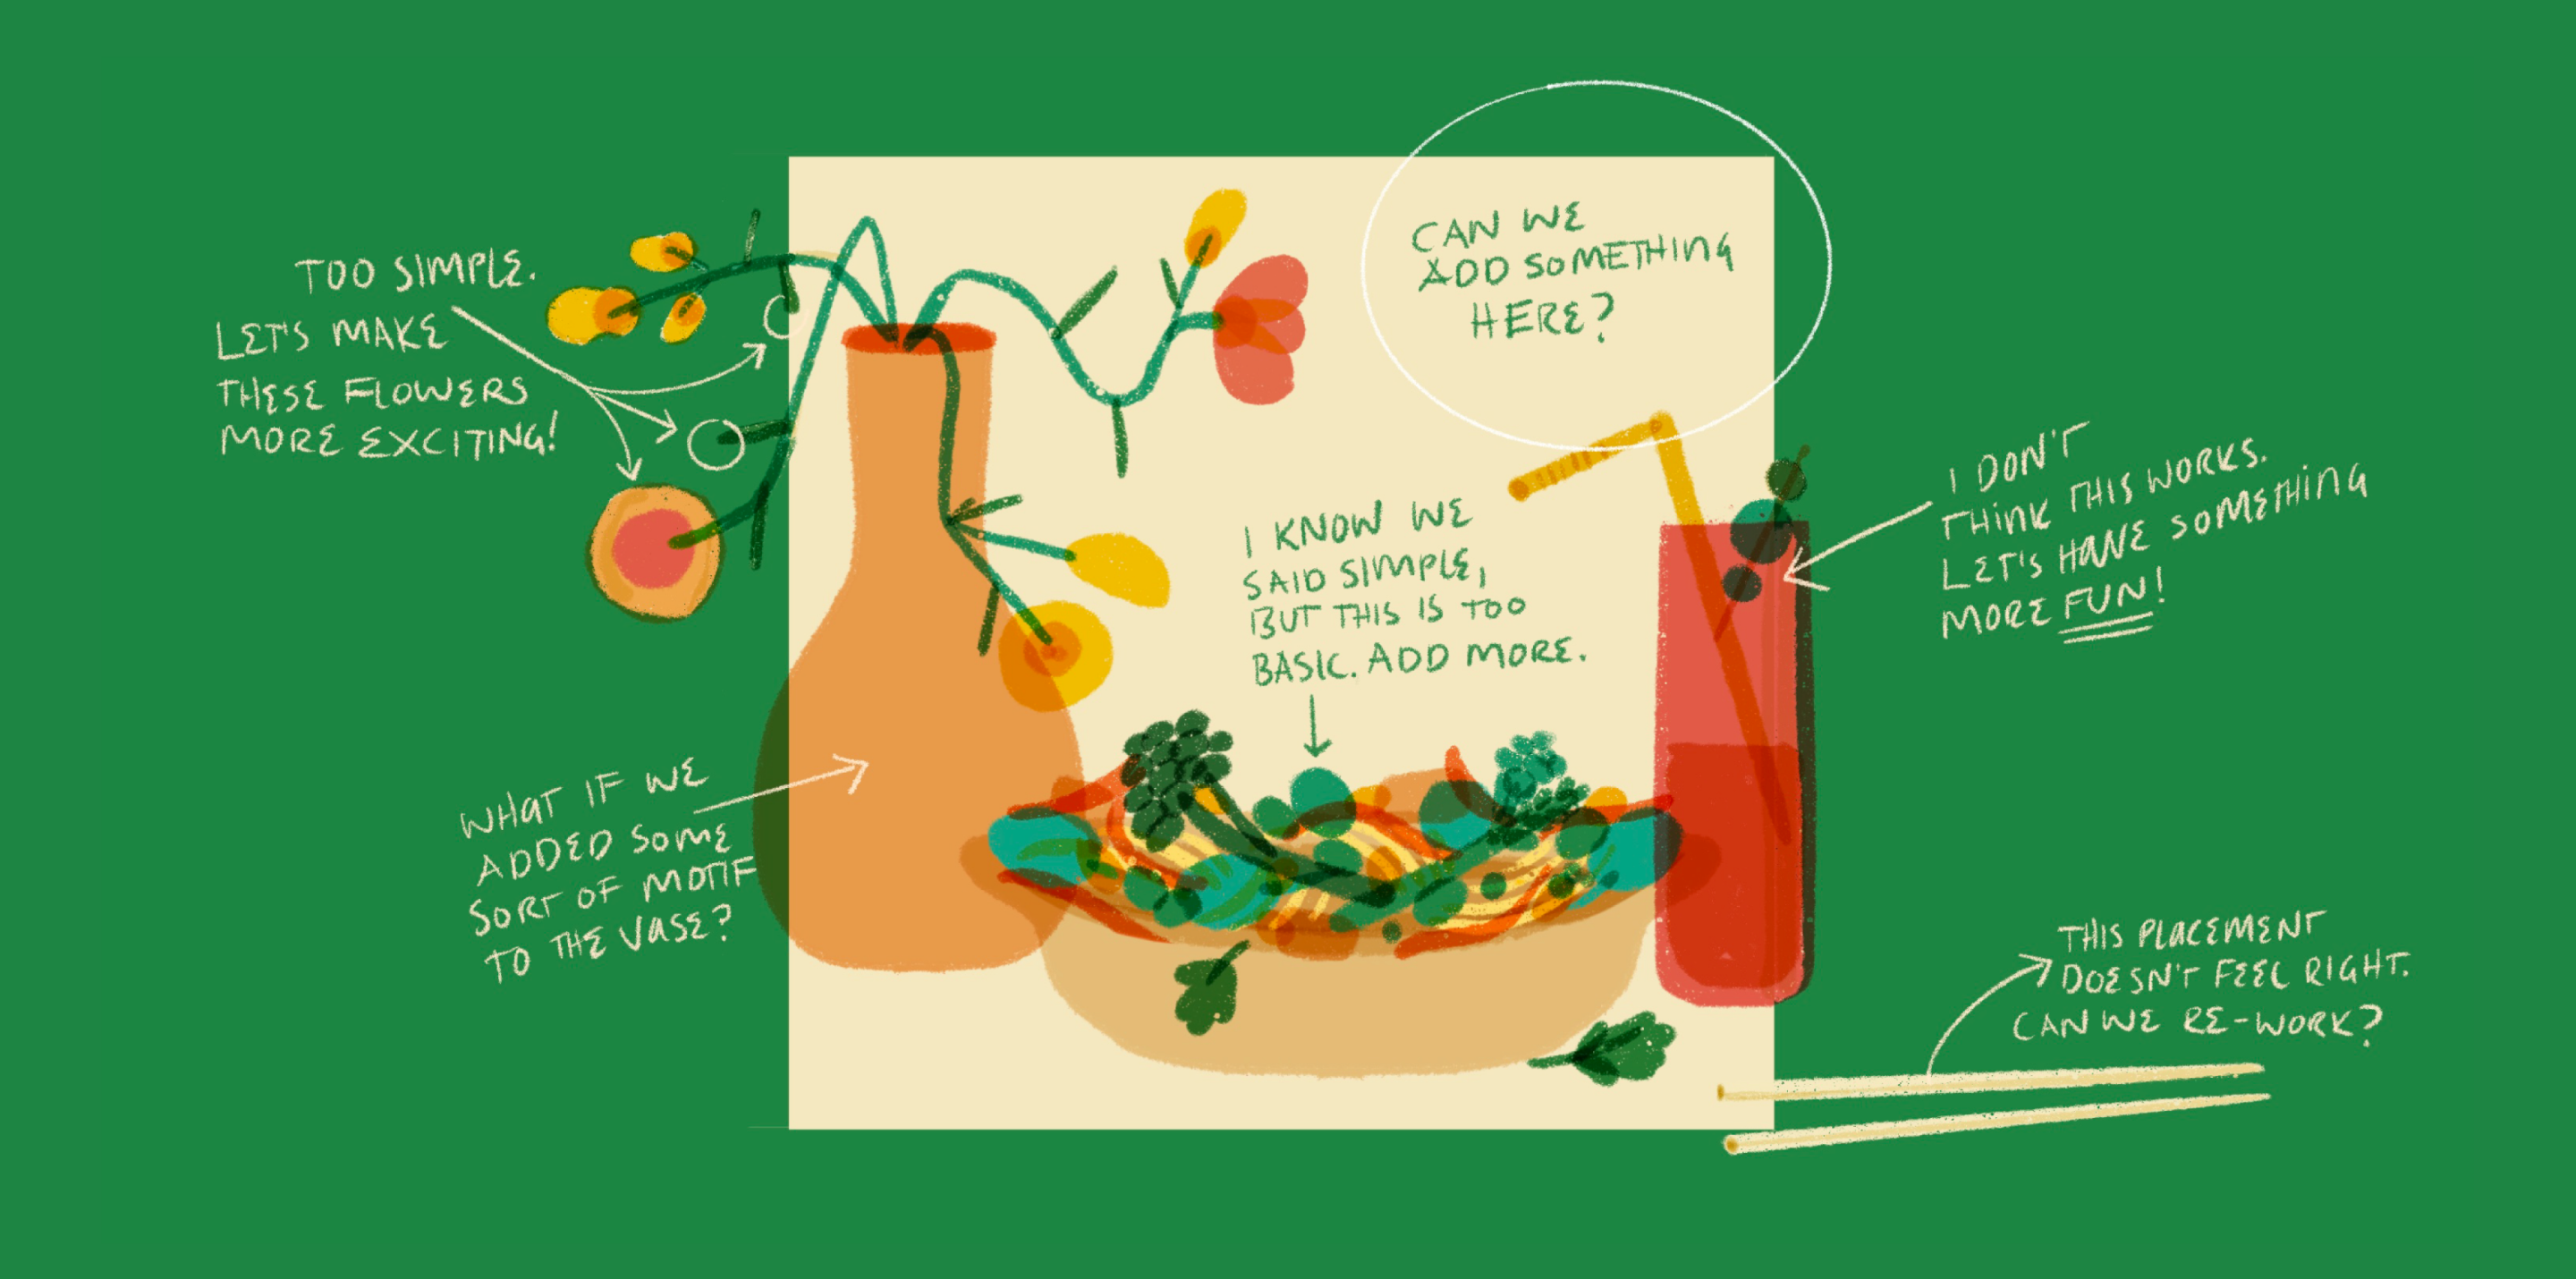 TOO SIMPLE.
LET'S MAKE
THESE FLOWERS
MORE EXCITING!
CAN WE
ADD SOMETHING
HERE?
I DON'T
THINK THIS WORKS.
LET'S HAVE SOMETHING
MORE FUN!
I KNOW WE
SAID SIMPLE,
BUT THIS IS TOO
BASIC. ADD MORE.
WHAT IF WE
ADDED SOME
SORT OF MOTIF
TO THE VASE?
THIS PLACEMENT
DOESN'T FEEL RIGHT.
CAN WE RE-WORK?